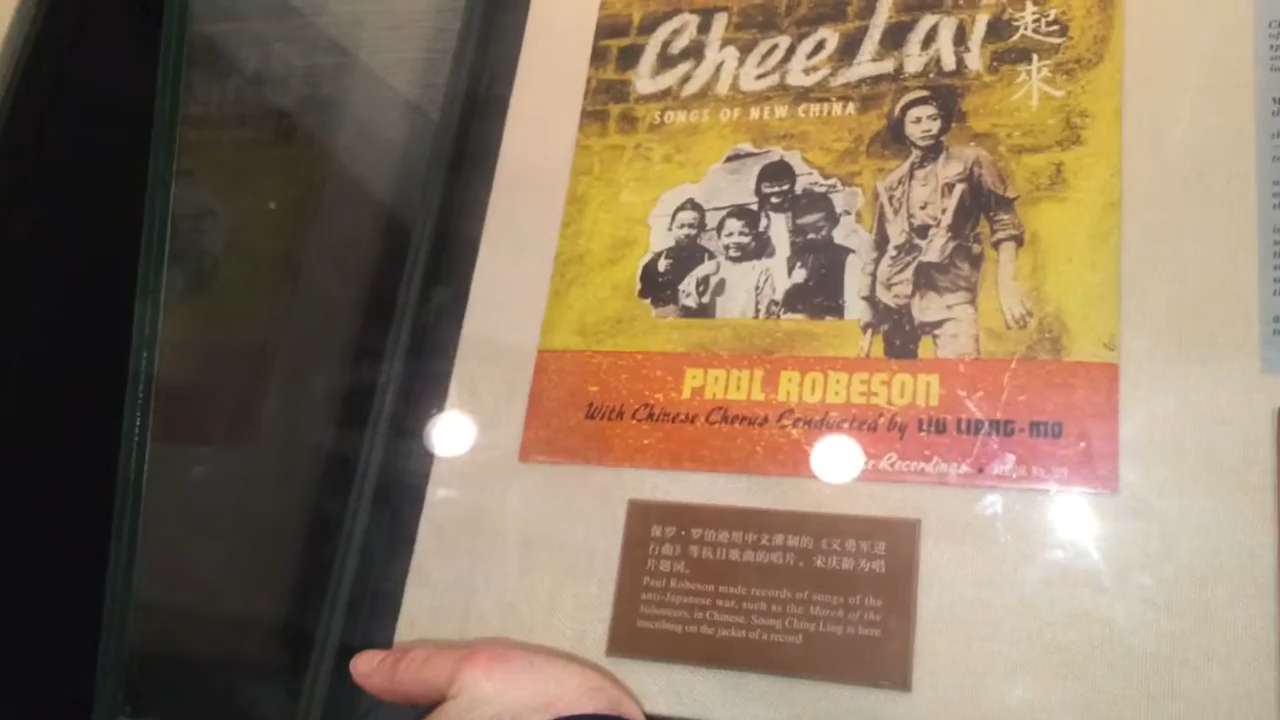 Chee Lai
起來
SONGS OF NEW CHINA
PAUL ROBESON
With Chinese Chorus Conducted by LIU LIANG-MO
Recordings
保罗·罗伯逊用中文灌制的《义勇军进
行曲》等抗日歌曲的唱片。宋庆龄为唱
片题词。
Paul Robeson made records of songs of the
anti-Japanese war, such as the March of the
Volunteers, in Chinese. Soong Ching Ling is here
inscribing on the jacket of a record